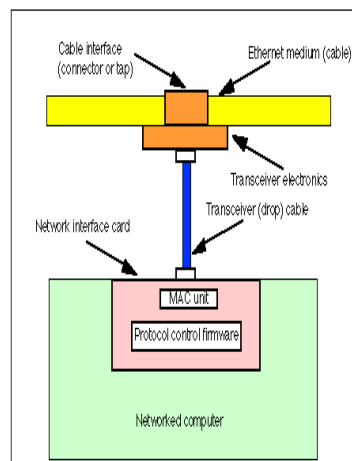 Cable interface
(connector or tap)
Ethernet medium (cable)
Transceiver electronics
Transceiver (drop) cable
Network interface card
MAC unit
Protocol control firmware
Networked computer